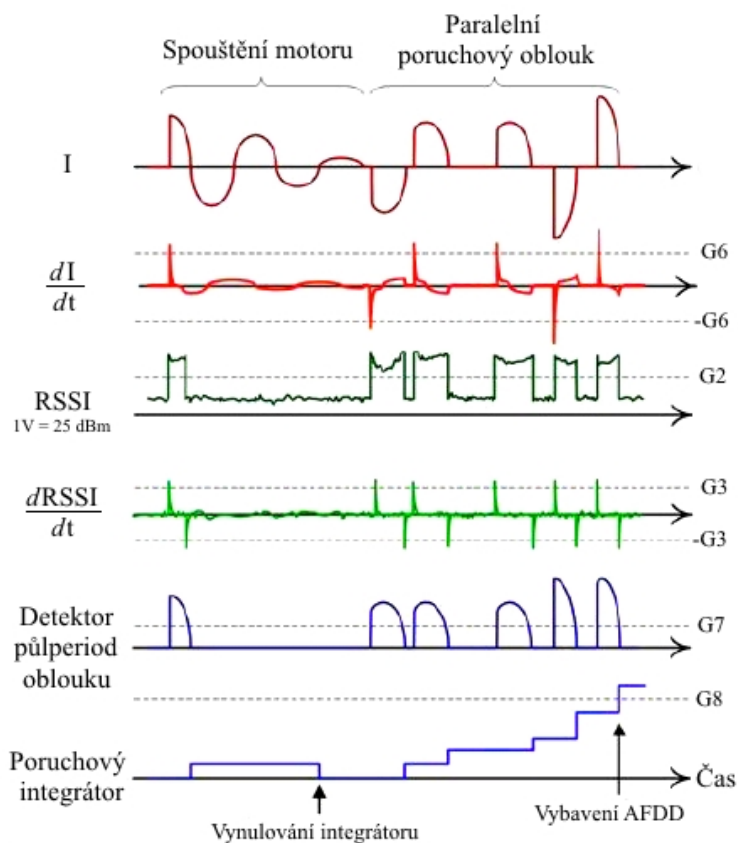 Spouštění motoru
Paralelní
poruchový oblouk
I
G6
dI
dt
-G6
G2
RSSI
1V = 25 dBm
G3
dRSSI
dt
-G3
Detektor
půlperiod
oblouku
G7
G8
Poruchový
integrátor
Čas
Vynulování integrátoru
Vybavení AFDD